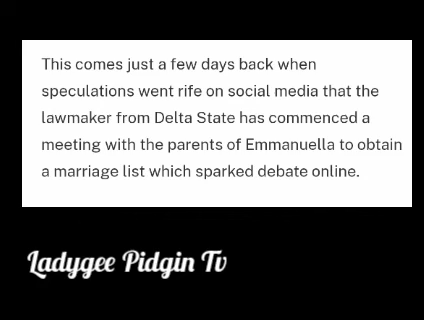 This comes just a few days back when
speculations went rife on social media that the
lawmaker from Delta State has commenced a
meeting with the parents of Emmanuella to obtain
a marriage list which sparked debate online.
Ladygee Pidgin Tv